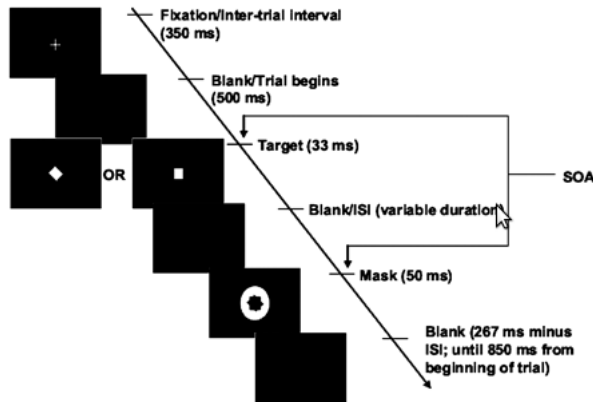 Fixation/Inter-trial interval
(350 ms)
Blank/Trial begins
(500 ms)
OR
Target (33 ms)
SOA
Blank/ISI (variable duration)
Mask (50 ms)
Blank (267 ms minus
ISI; until 850 ms from
beginning of trial)